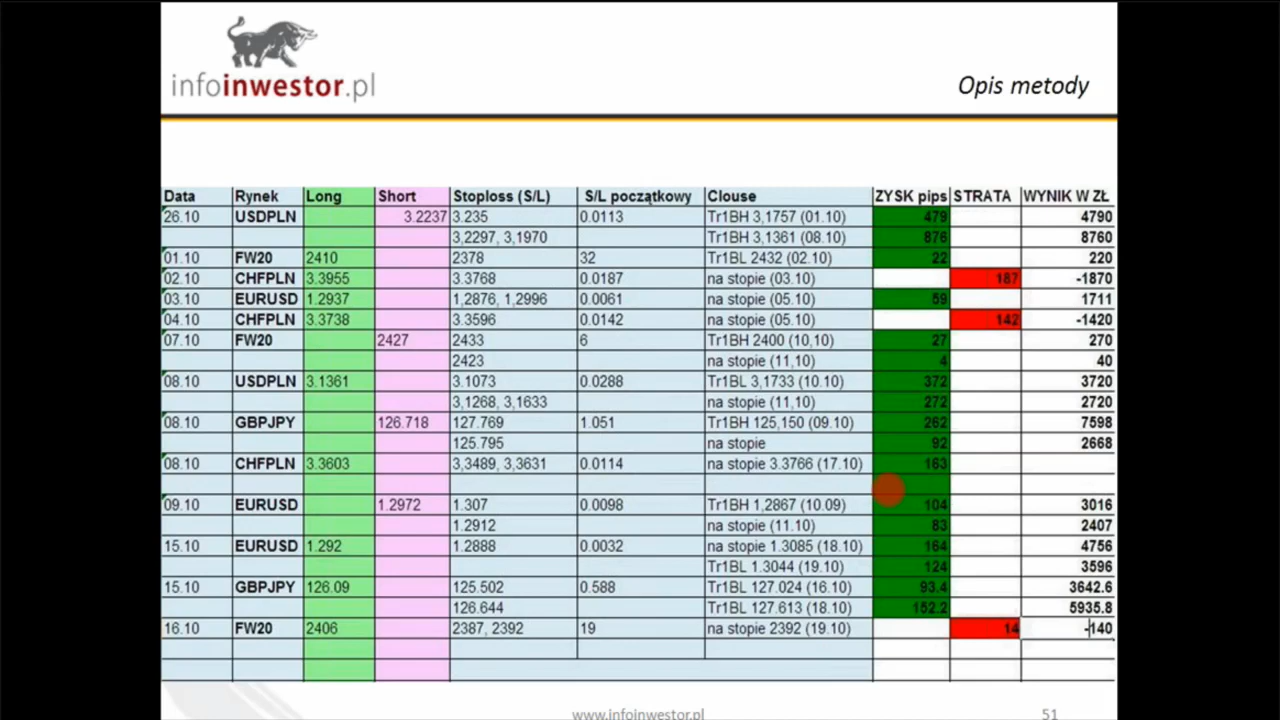 infoinwestor.pl
Opis metody
Data Rynek Long Short Stoploss (S/L) S/L początkowy Clouse ZYSK pips STRATA WYNIK W ZŁ
26.10 USDPLN 3.2237 3.235 0.0113 Tr1BH 3,1757 (01.10) 479 4790
3,2297, 3,1970 Tr1BH 3,1361 (08.10) 876 8760
01.10 FW20 2410 2378 32 Tr1BL 2432 (02.10) 22 220
02.10 CHFPLN 3.3955 3.3768 0.0187 na stopie (03.10) 187 -1870
03.10 EURUSD 1.2937 1,2876, 1,2996 0.0061 na stopie (05.10) 59 1711
04.10 CHFPLN 3.3738 3.3596 0.0142 na stopie (05.10) 142 -1420
07.10 FW20 2427 2433 6 Tr1BH 2400 (10,10) 27 270
2423 na stopie (11,10) 4 40
08.10 USDPLN 3.1361 3.1073 0.0288 Tr1BL 3,1733 (10.10) 372 3720
3,1268, 3,1633 na stopie (11,10) 272 2720
08.10 GBPJPY 126.718 127.769 1.051 Tr1BH 125,150 (09.10) 262 7598
125.795 na stopie 92 2668
08.10 CHFPLN 3.3603 3,3489, 3,3631 0.0114 na stopie 3.3766 (17.10) 163
09.10 EURUSD 1.2972 1.307 0.0098 Tr1BH 1,2867 (10.09) 104 3016
1.2912 na stopie (11.10) 83 2407
15.10 EURUSD 1.292 1.2888 0.0032 na stopie 1.3085 (18.10) 164 4756
Tr1BL 1.3044 (19.10) 124 3596
15.10 GBPJPY 126.09 125.502 0.588 Tr1BL 127.024 (16.10) 93.4 3642.6
126.644 Tr1BL 127.613 (18.10) 152.2 5935.8
16.10 FW20 2406 2387, 2392 19 na stopie 2392 (19.10) 14 -140
www.infoinwestor.pl 51